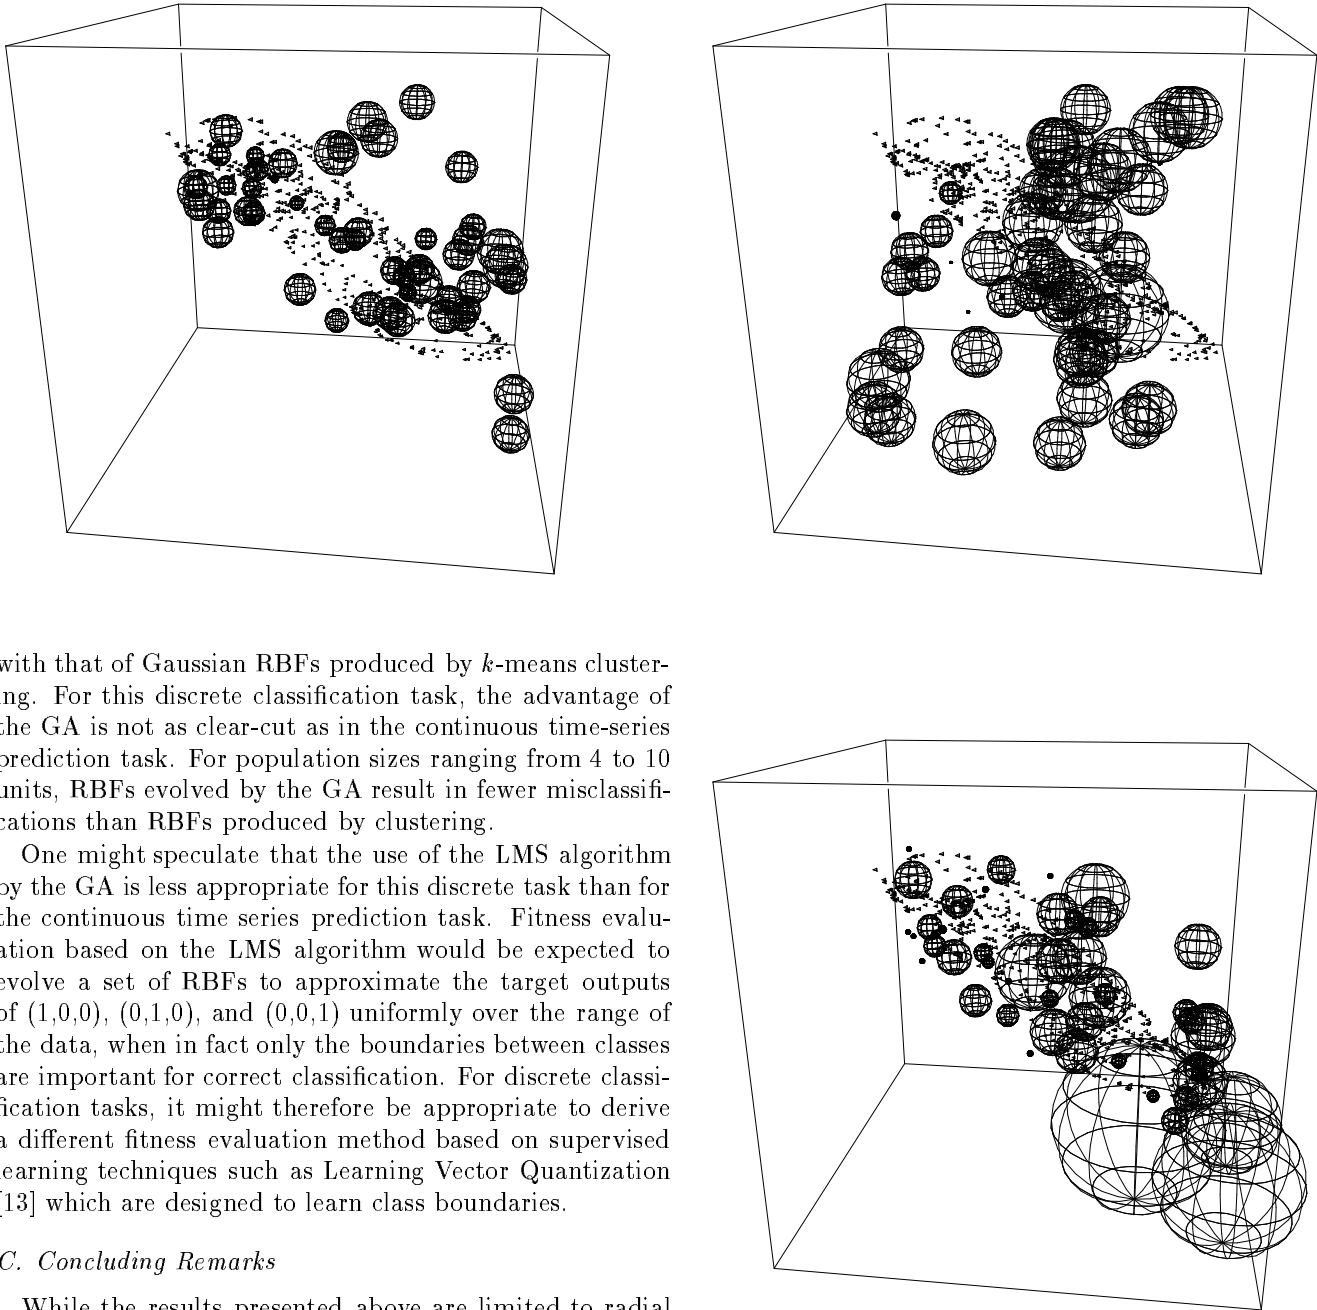 with that of Gaussian RBFs produced by k-means cluster-
ing. For this discrete classification task, the advantage of
the GA is not as clear-cut as in the continuous time-series
prediction task. For population sizes ranging from 4 to 10
units, RBFs evolved by the GA result in fewer misclassifi-
cations than RBFs produced by clustering.
One might speculate that the use of the LMS algorithm
by the GA is less appropriate for this discrete task than for
the continuous time series prediction task. Fitness evalu-
ation based on the LMS algorithm would be expected to
evolve a set of RBFs to approximate the target outputs
of (1,0,0), (0,1,0), and (0,0,1) uniformly over the range of
the data, when in fact only the boundaries between classes
are important for correct classification. For discrete classi-
fication tasks, it might therefore be appropriate to derive
a different fitness evaluation method based on supervised
learning techniques such as Learning Vector Quantization
[13] which are designed to learn class boundaries.
C. Concluding Remarks
While the results presented above are limited to radial